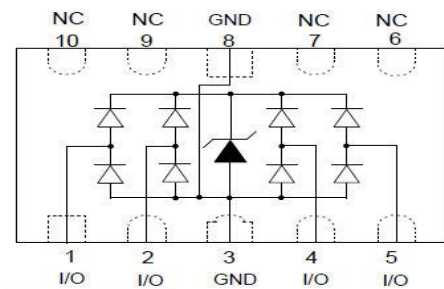 NC NC GND NC NC
10 9 8 7 6
1 2 3 4 5
I/O I/O GND I/O I/O